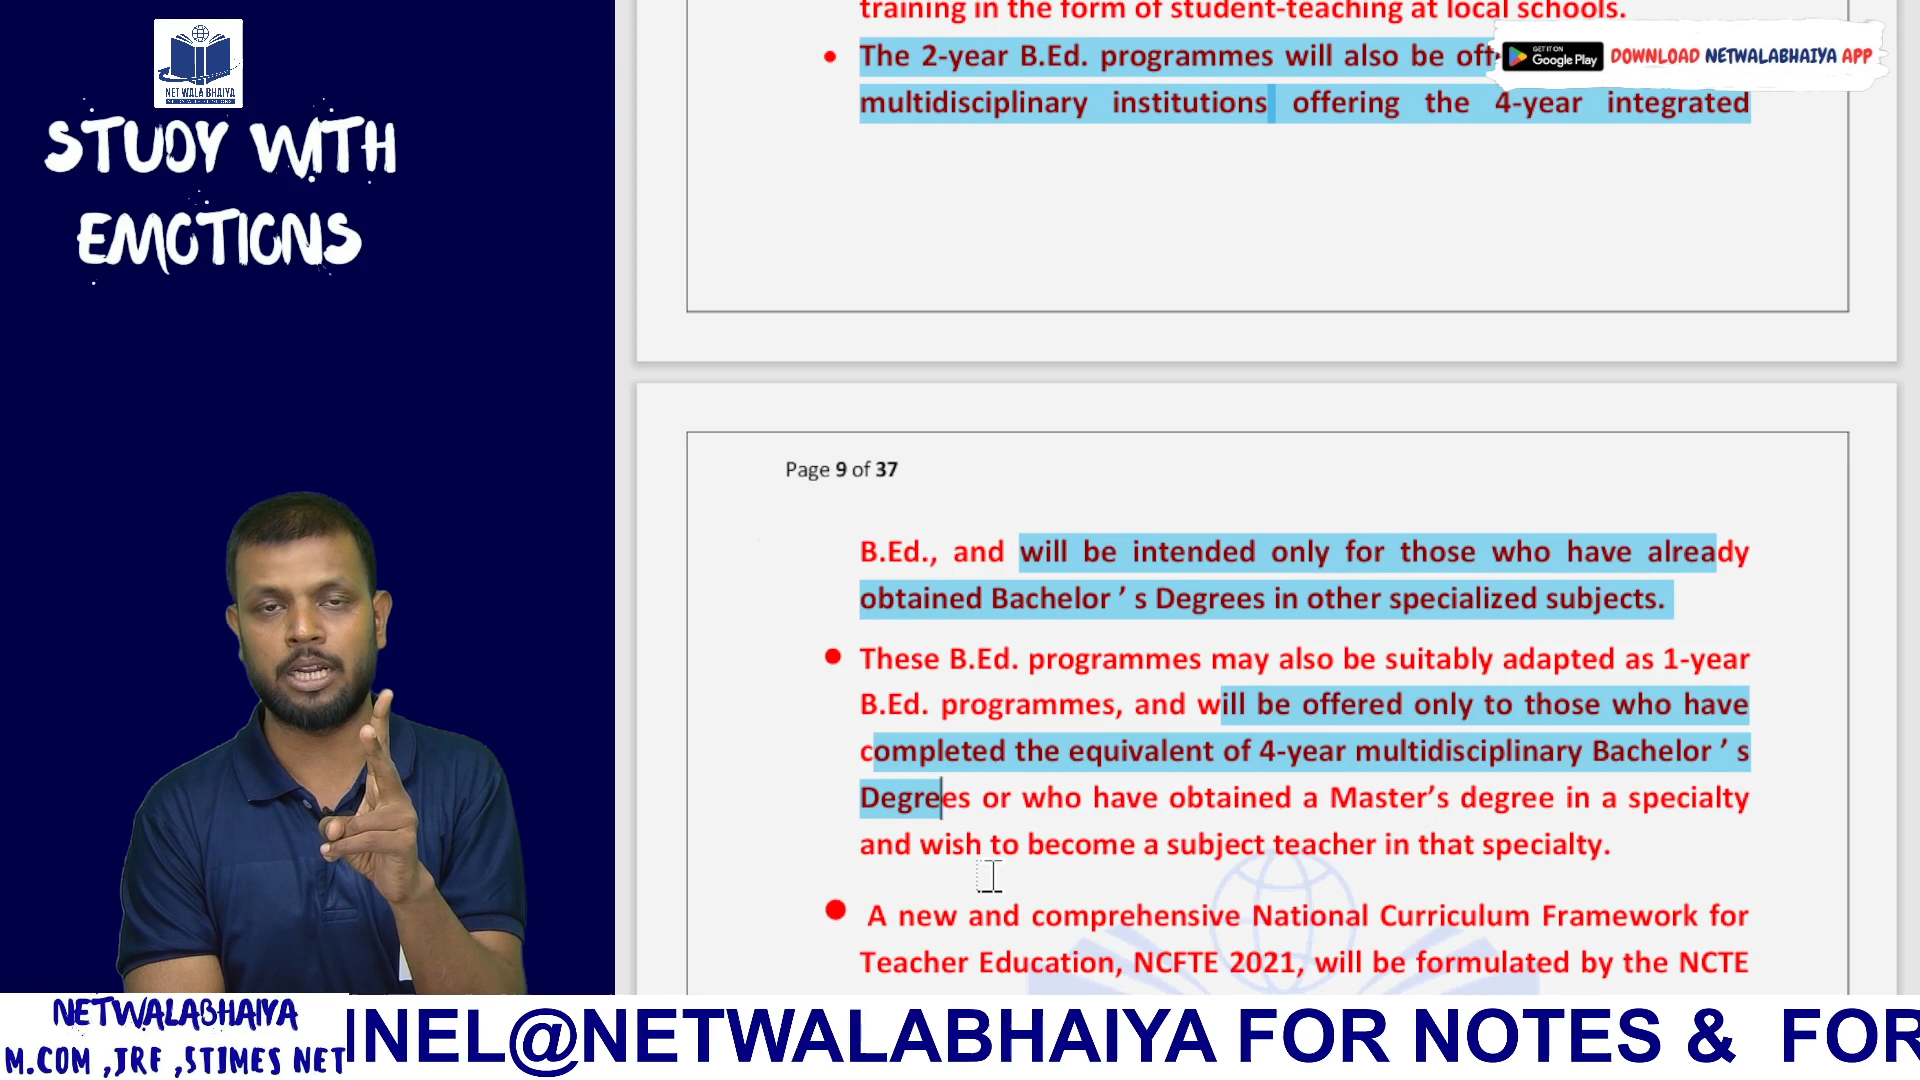 NET WALA BHAIYA
STUDY WITH
EMOTIONS
training in the form of student-teaching at local schools.
GET IT ON
Google Play
DOWNLOAD NETWALABHAIYA APP
The 2-year B.Ed. programmes will also be
multidisciplinary institutions offering the 4-year integrated
Page 9 of 37
B.Ed., and will be intended only for those who have already
obtained Bachelor ’ s Degrees in other specialized subjects.
These B.Ed. programmes may also be suitably adapted as 1-year
B.Ed. programmes, and will be offered only to those who have
completed the equivalent of 4-year multidisciplinary Bachelor ’ s
Degrees or who have obtained a Master’s degree in a specialty
and wish to become a subject teacher in that specialty.
A new and comprehensive National Curriculum Framework for
Teacher Education, NCFTE 2021, will be formulated by the NCTE
NETWALABHAIYA
M.COM ,JRF ,5TIMES NET
NEL@NETWALABHAIYA FOR NOTES & FOR